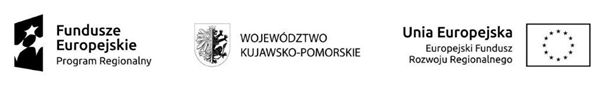 Fundusze
Europejskie
Program Regionalny
WOJEWÓDZTWO
KUJAWSKO-POMORSKIE
Unia Europejska
Europejski Fundusz
Rozwoju Regionalnego